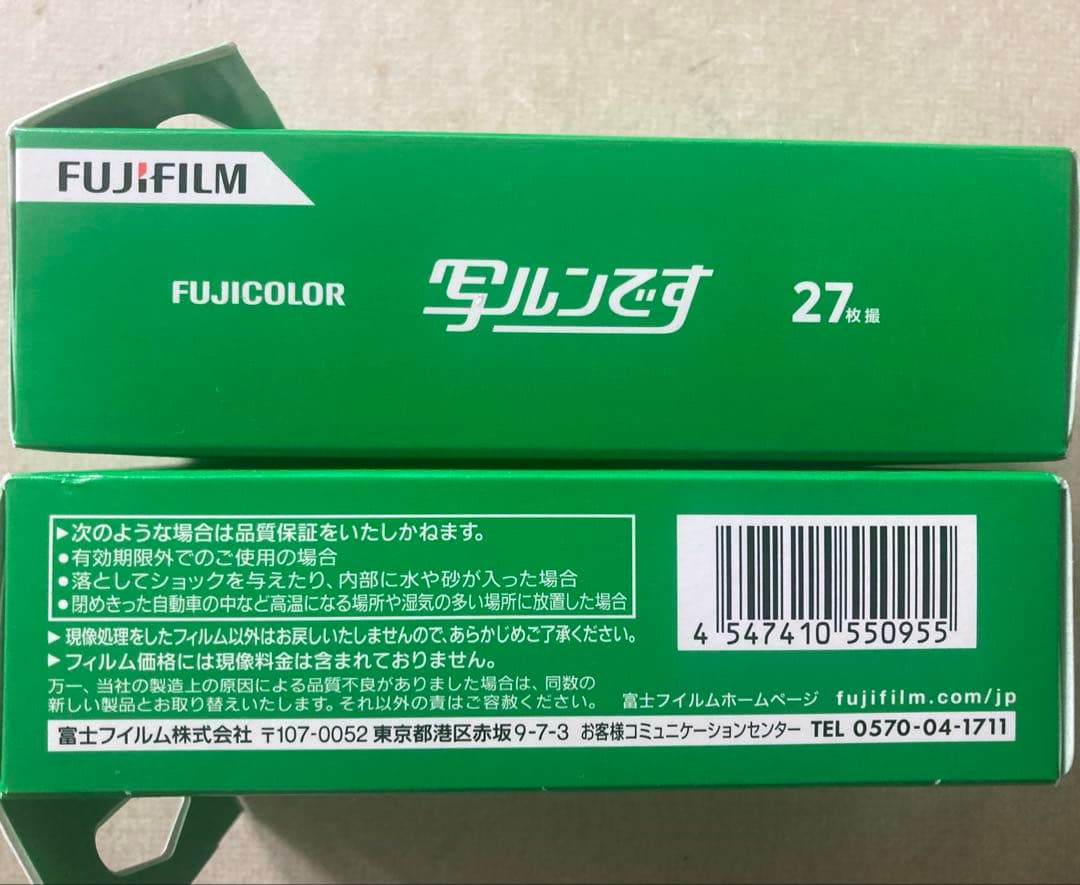 FUJIFILM
FUJICOLOR 写ルンです 27枚撮
▶次のような場合は品質保証をいたしかねます。
●有効期限外でのご使用の場合
●落としてショックを与えたり、内部に水や砂が入った場合
●閉めきった自動車の中など高温になる場所や湿気の多い場所に放置した場合
▶現像処理をしたフィルム以外はお戻しいたしませんので、あらかじめご了承ください。
▶フィルム価格には現像料金は含まれておりません。
万一、当社の製造上の原因による品質不良がありました場合は、同数の
新しい製品とお取り替えいたします。それ以外の責はご容赦ください。
4 547410 550955
富士フイルムホームページ fujifilm.com/jp
富士フイルム株式会社 〒107-0052 東京都港区赤坂9-7-3 お客様コミュニケーションセンター TEL 0570-04-1711